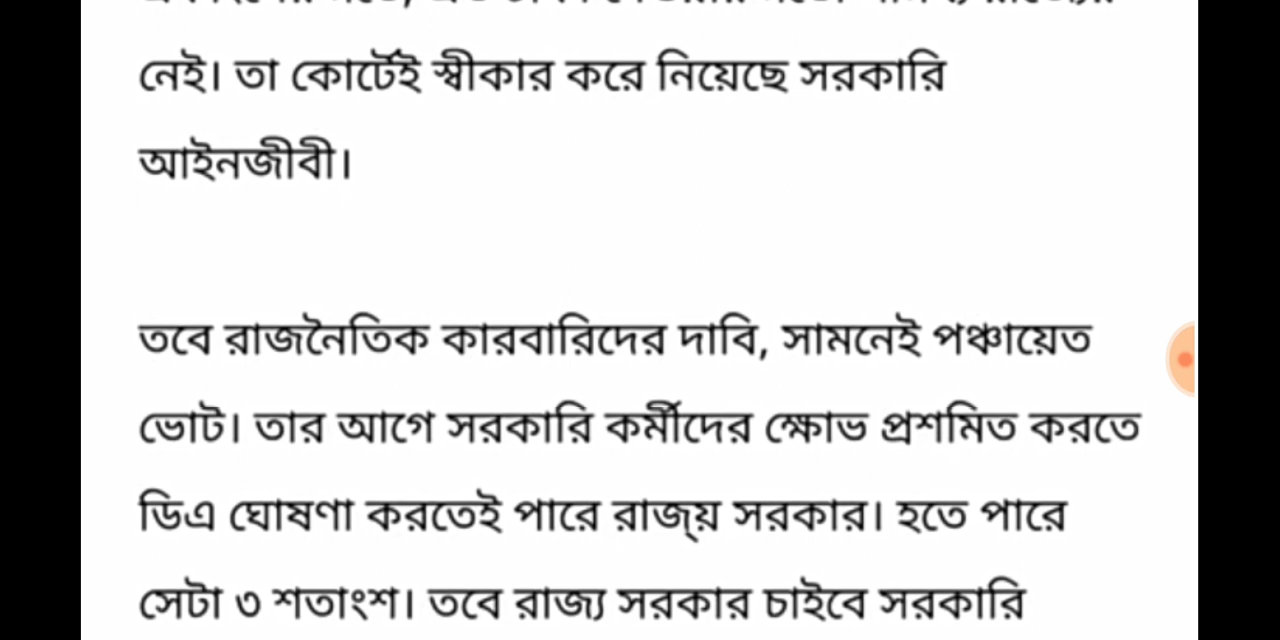 নেই। তা কোর্টেই স্বীকার করে নিয়েছে সরকারি
আইনজীবী।
তবে রাজনৈতিক কারবারিদের দাবি, সামনেই পঞ্চায়েত
ভোট। তার আগে সরকারি কর্মীদের ক্ষোভ প্রশমিত করতে
ডিএ ঘোষণা করতেই পারে রাজ্‌য় সরকার। হতে পারে
সেটা ৩ শতাংশ। তবে রাজ্য সরকার চাইবে সরকারি